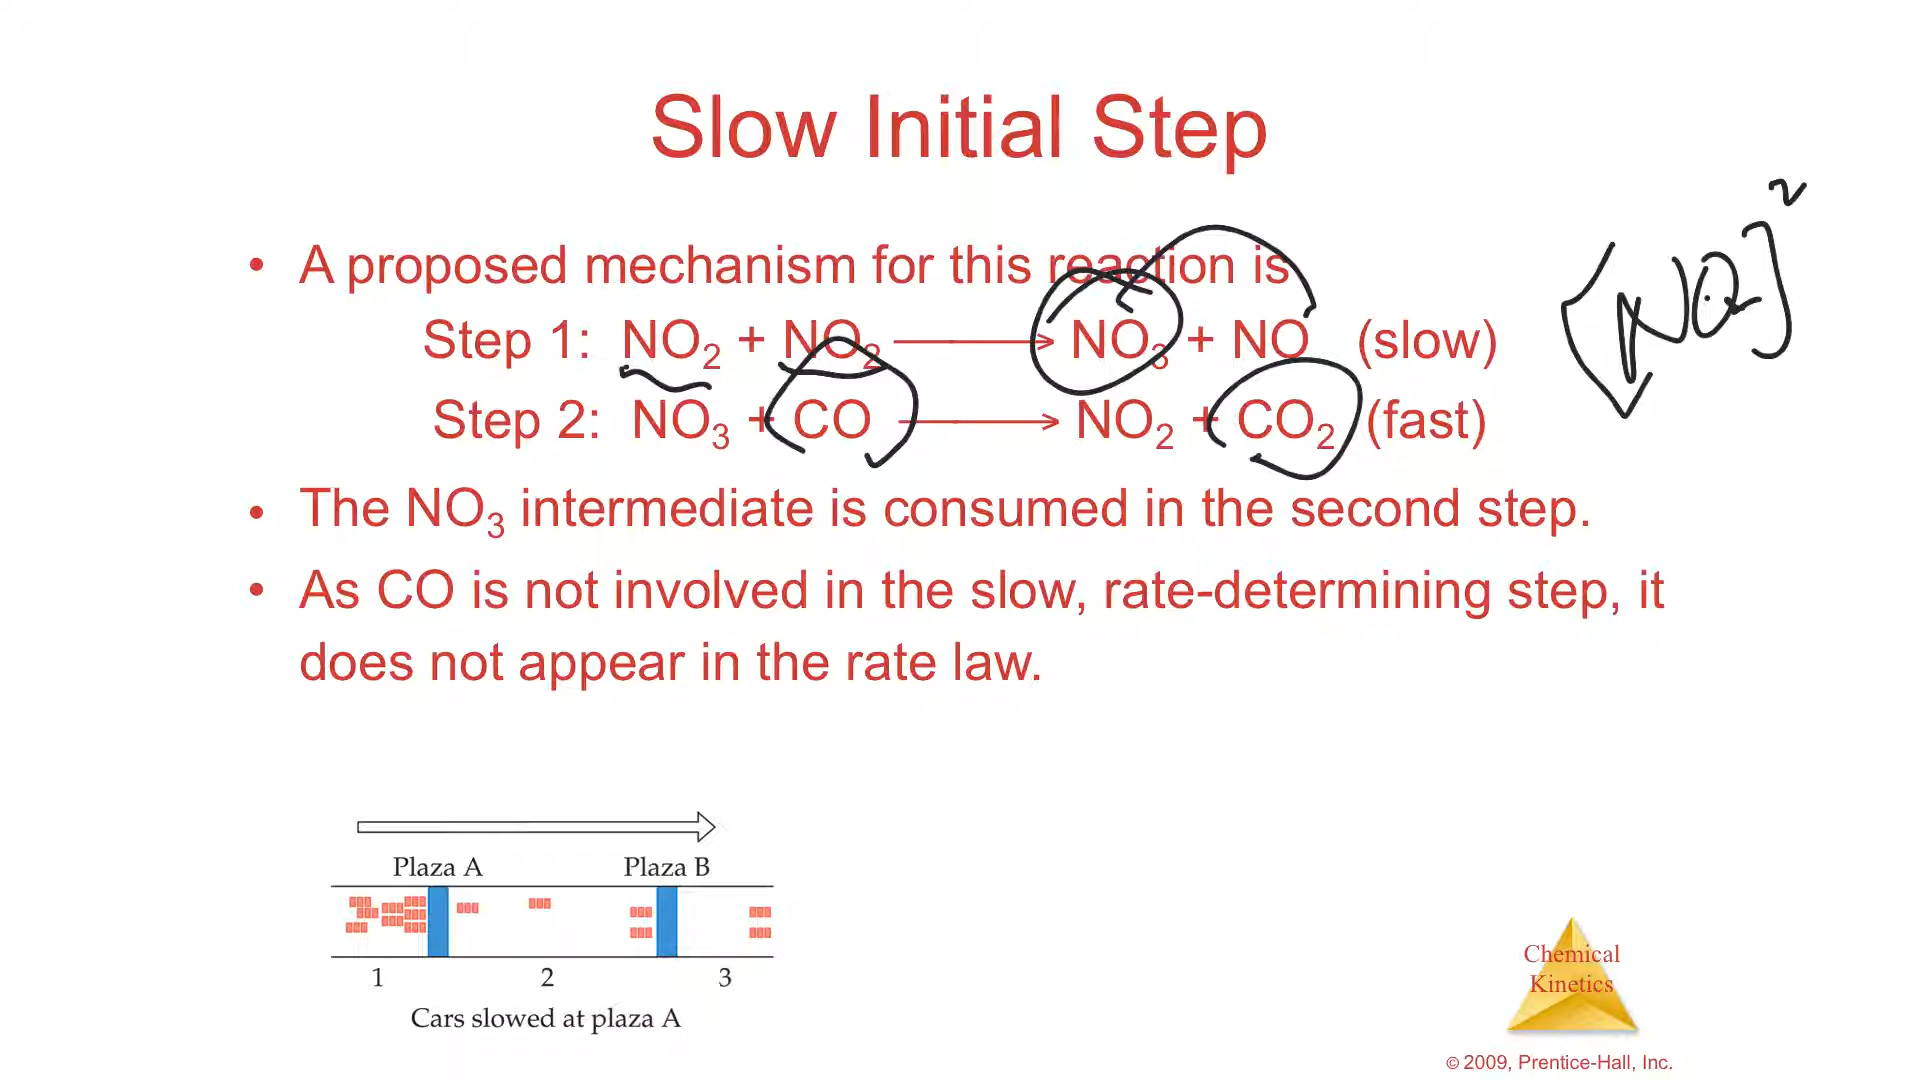 Slow Initial Step
• A proposed mechanism for this reaction is
Step 1: NO₂ + NO₂ ⟶ NO₃ + NO (slow)
Step 2: NO₃ + CO ⟶ NO₂ + CO₂ (fast)
[NO₂]²
• The NO₃ intermediate is consumed in the second step.
• As CO is not involved in the slow, rate-determining step, it
does not appear in the rate law.
Plaza A Plaza B
1 2 3
Cars slowed at plaza A
Chemical
Kinetics
© 2009, Prentice-Hall, Inc.